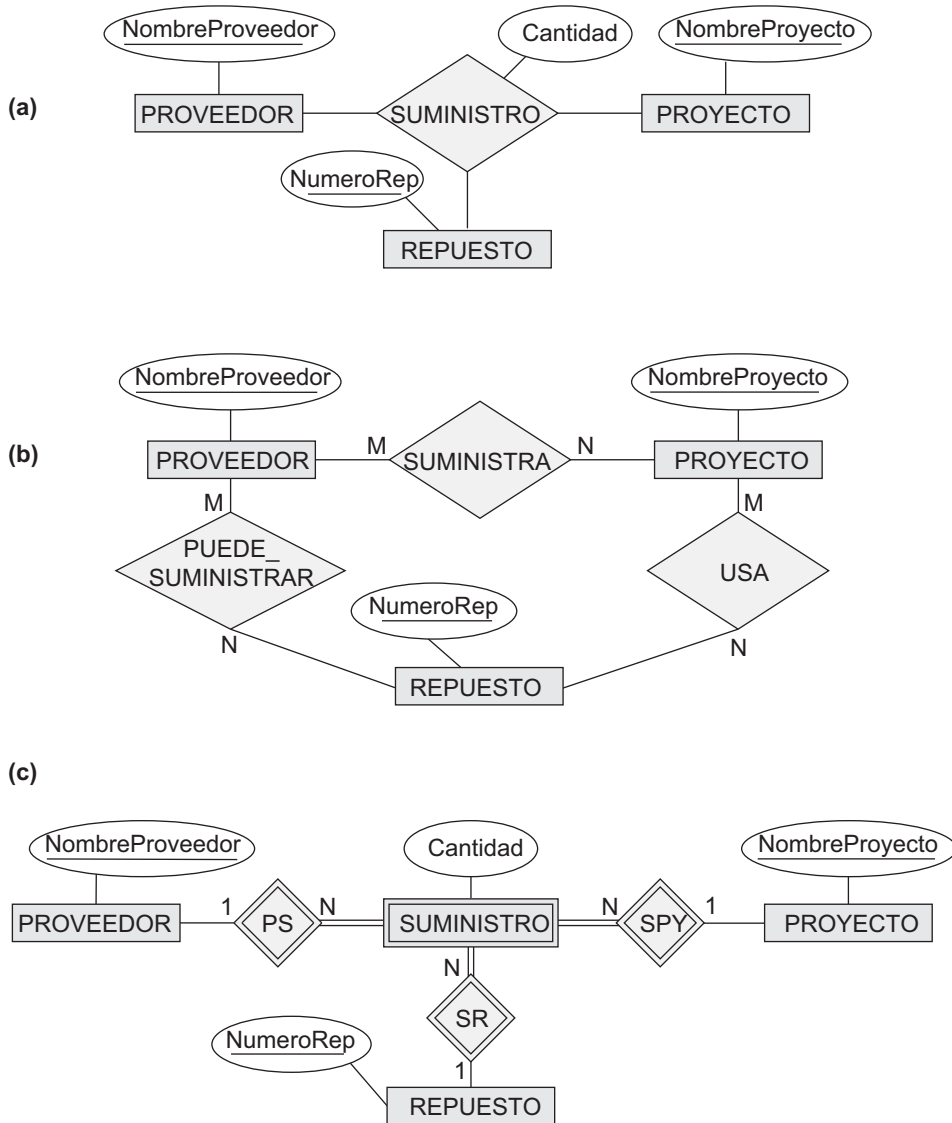 NombreProveedor
Cantidad
NombreProyecto
(a)
PROVEEDOR
SUMINISTRO
PROYECTO
NumeroRep
REPUESTO
NombreProveedor
NombreProyecto
(b)
PROVEEDOR
M
SUMINISTRA
N
PROYECTO
M
M
PUEDE_
SUMINISTRAR
USA
NumeroRep
N
N
REPUESTO
(c)
NombreProveedor
Cantidad
NombreProyecto
PROVEEDOR
1
PS
N
SUMINISTRO
N
SPY
1
PROYECTO
N
SR
NumeroRep
1
REPUESTO